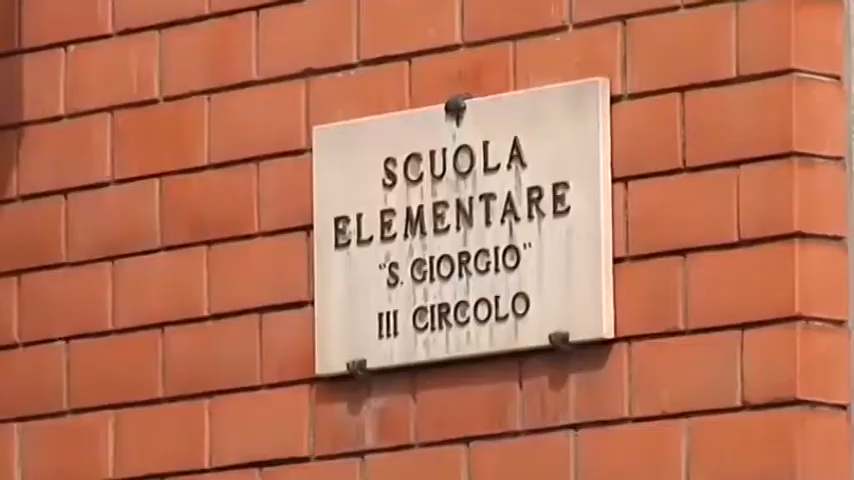 SCUOLA
ELEMENTARE
"S. GIORGIO"
III CIRCOLO